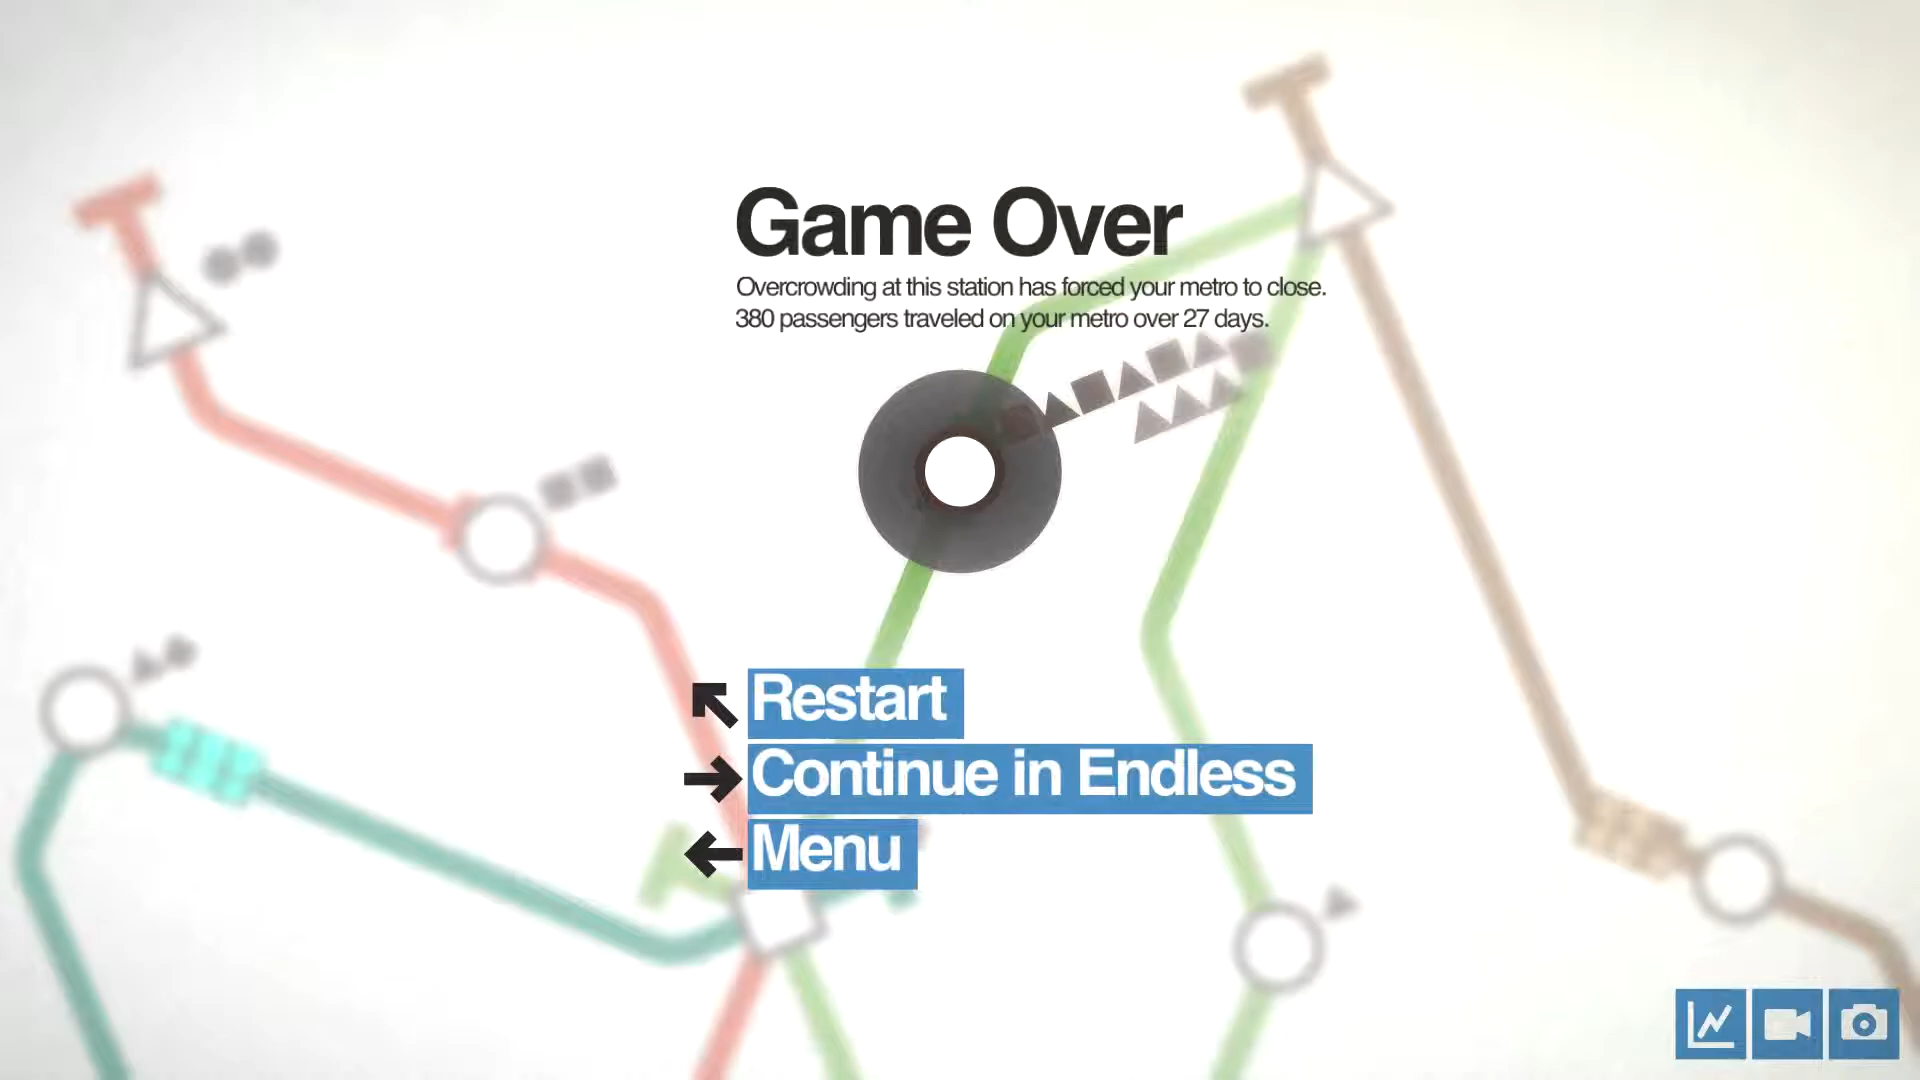 Game Over
Overcrowding at this station has forced your metro to close.
380 passengers traveled on your metro over 27 days.
Restart
Continue in Endless
Menu